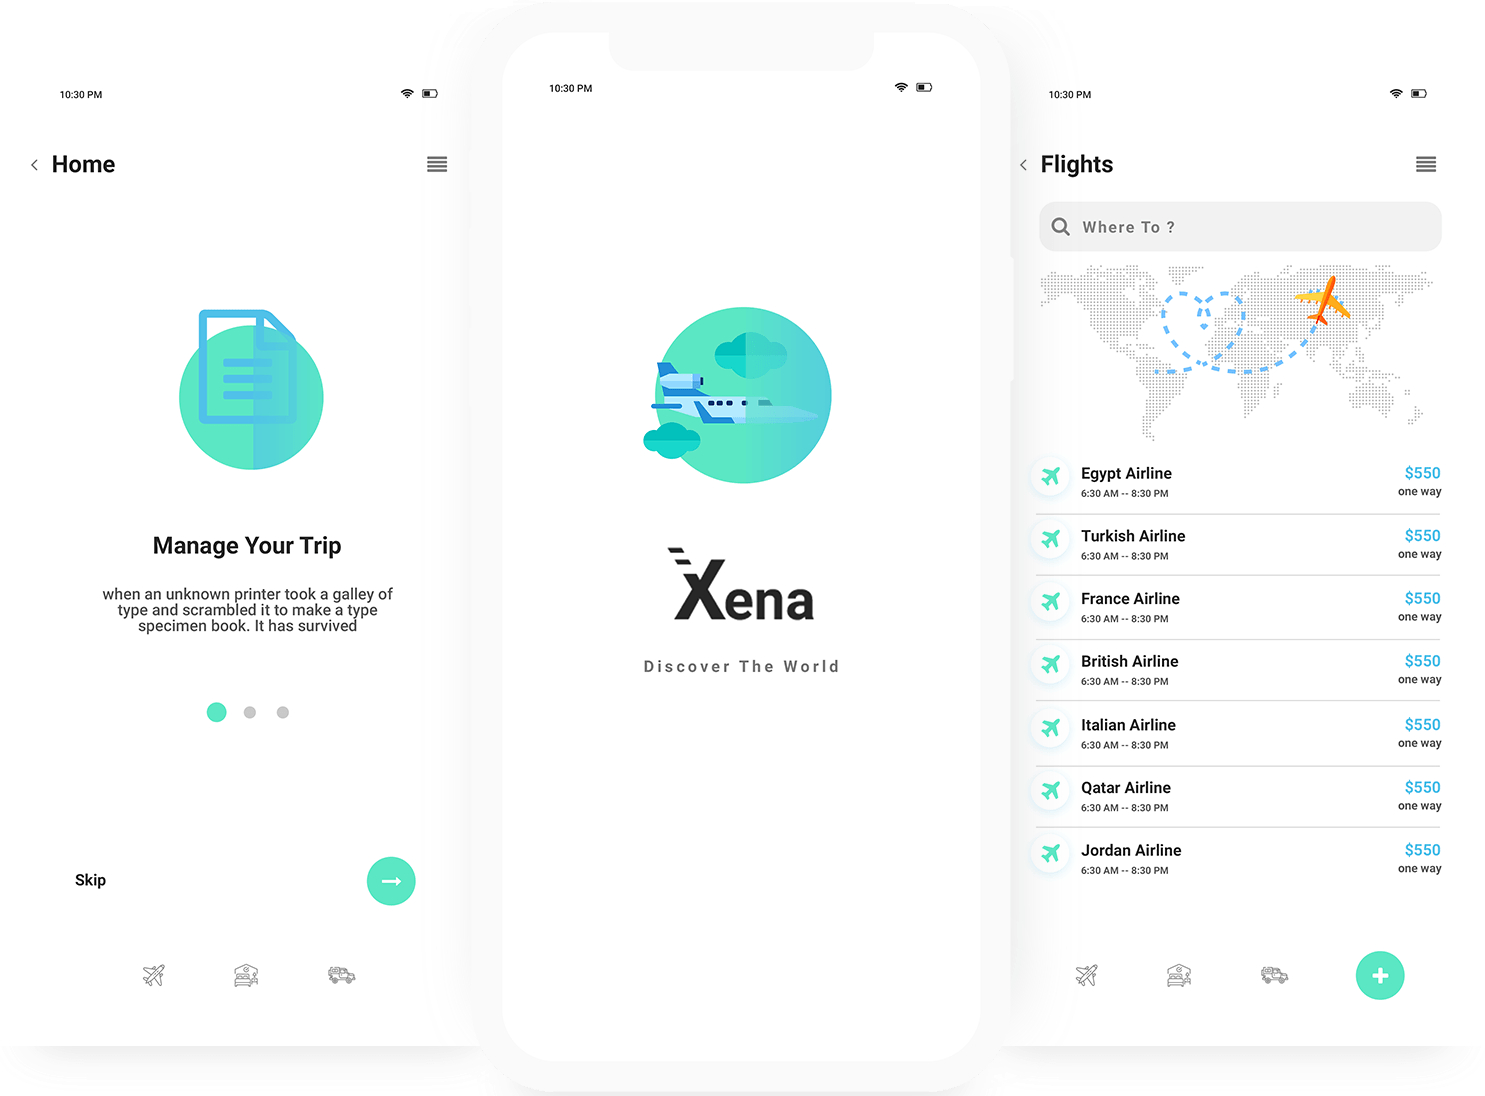 10:30 PM
Home
Manage Your Trip
when an unknown printer took a galley of
type and scrambled it to make a type
specimen book. It has survived
Skip
10:30 PM
Xena
Discover The World
10:30 PM
Flights
Where To ?
Egypt Airline
$550
6:30 AM -- 8:30 PM
one way
Turkish Airline
$550
6:30 AM -- 8:30 PM
one way
France Airline
$550
6:30 AM -- 8:30 PM
one way
British Airline
$550
6:30 AM -- 8:30 PM
one way
Italian Airline
$550
6:30 AM -- 8:30 PM
one way
Qatar Airline
$550
6:30 AM -- 8:30 PM
one way
Jordan Airline
$550
6:30 AM -- 8:30 PM
one way